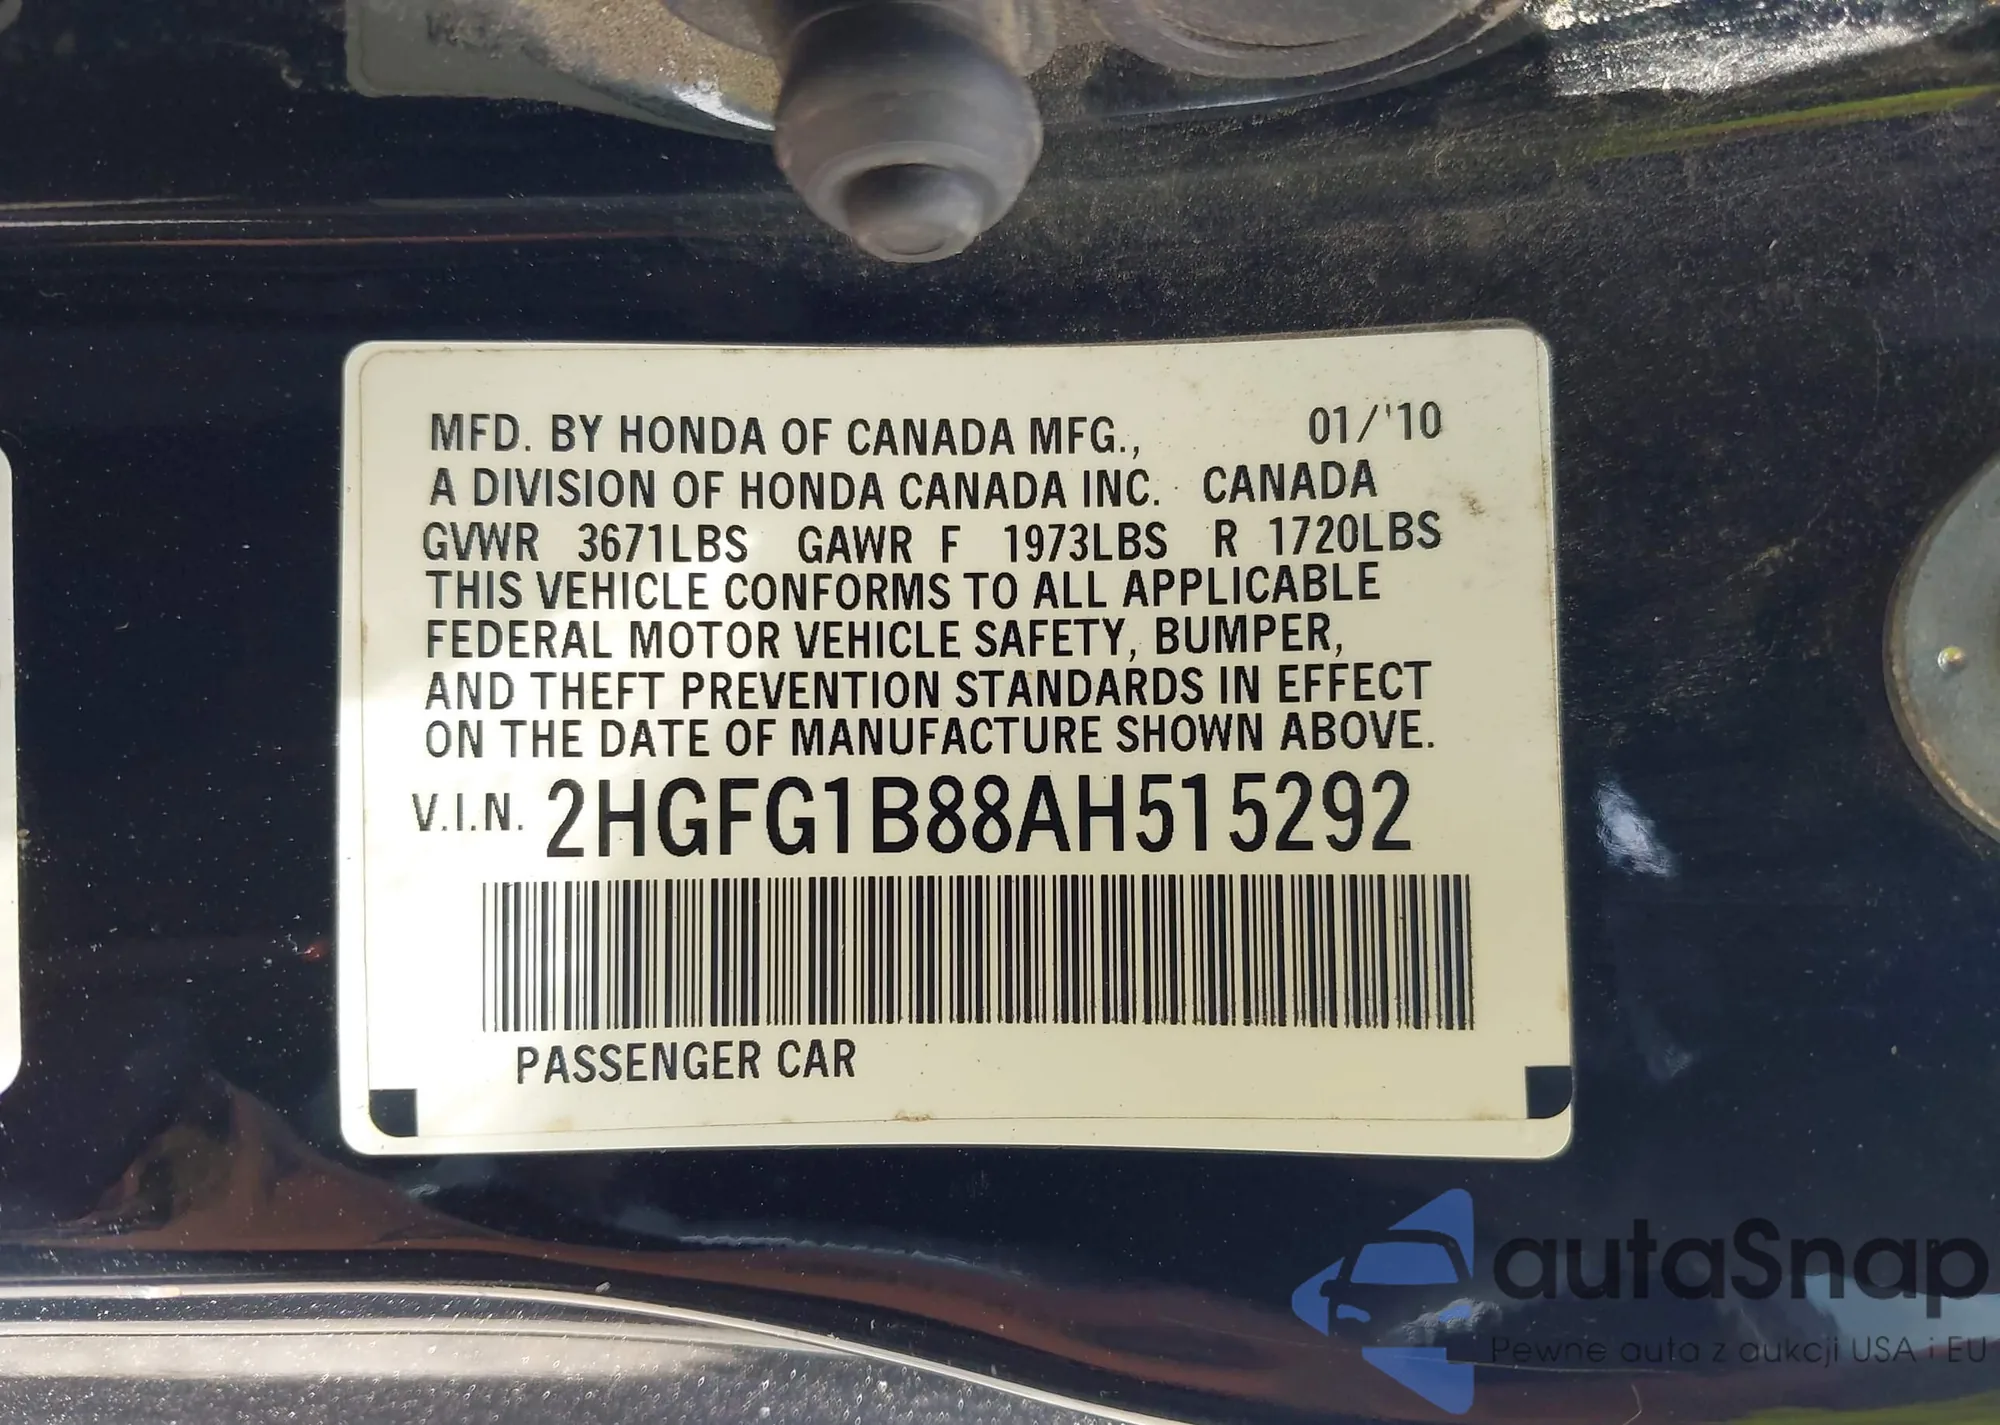 MFD. BY HONDA OF CANADA MFG., 01/'10
A DIVISION OF HONDA CANADA INC. CANADA
GVWR 3671LBS GAWR F 1973LBS R 1720LBS
THIS VEHICLE CONFORMS TO ALL APPLICABLE
FEDERAL MOTOR VEHICLE SAFETY, BUMPER,
AND THEFT PREVENTION STANDARDS IN EFFECT
ON THE DATE OF MANUFACTURE SHOWN ABOVE.
V.I.N. 2HGFG1B88AH515292
PASSENGER CAR
autaSnap
Pewne auta z aukcji USA i EU